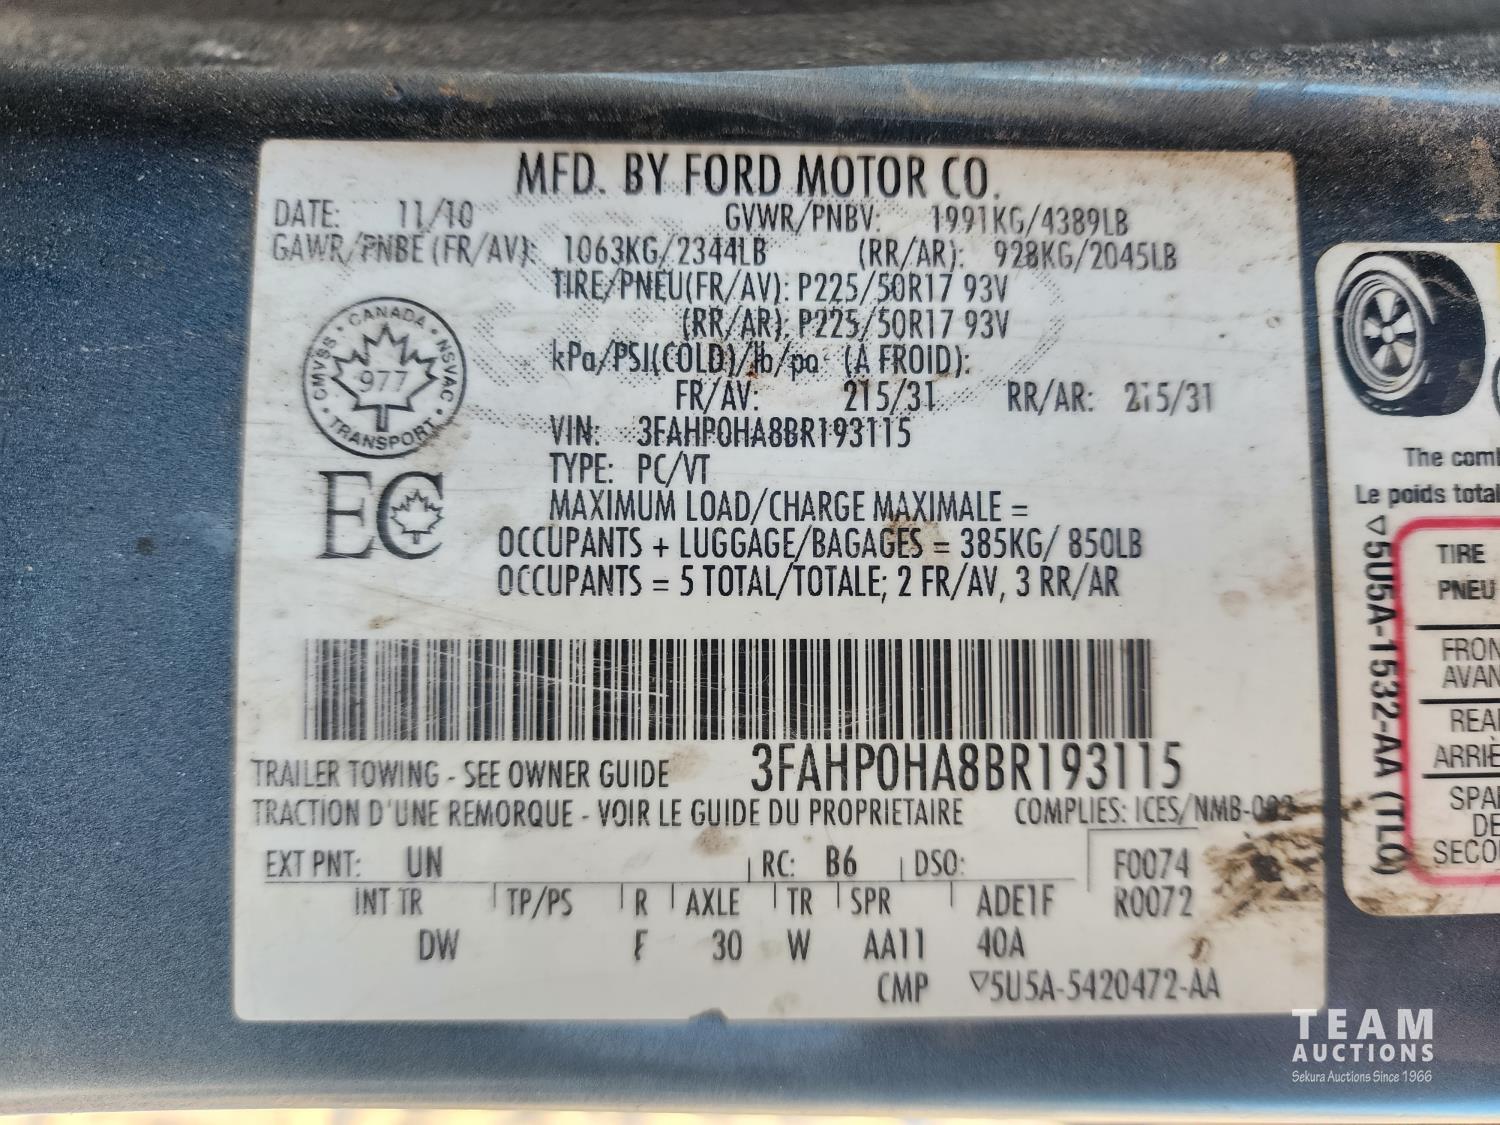 MFD. BY FORD MOTOR CO.
DATE: 11/10 GVWR/PNBV: 1991KG/4389LB
GAWR/PNBE (FR/AV): 1063KG/2344LB (RR/AR): 928KG/2045LB
TIRE/PNEU(FR/AV): P225/50R17 93V
(RR/AR): P225/50R17 93V
kPa/PSI(COLD)/lb/po (A FROID):
FR/AV: 215/31 RR/AR: 215/31
VIN: 3FAHP0HA8BR193115
TYPE: PC/VT
MAXIMUM LOAD/CHARGE MAXIMALE =
OCCUPANTS + LUGGAGE/BAGAGES = 385KG/ 850LB
OCCUPANTS = 5 TOTAL/TOTALE; 2 FR/AV, 3 RR/AR
CANADA
CMVSS NSVAC
977
TRANSPORT
EC
3FAHP0HA8BR193115
TRAILER TOWING - SEE OWNER GUIDE
TRACTION D'UNE REMORQUE - VOIR LE GUIDE DU PROPRIETAIRE COMPLIES: ICES/NMB-002
EXT PNT: UN RC: B6 DSO: F0074
INT TR TP/PS R AXLE TR SPR ADE1F R0072
DW F 30 W AA11 40A
CMP ▽5U5A-5420472-AA
The com
Le poids total
▽5U5A-1532-AA (TL0)
TIRE
PNEU
FRON
AVAN
REAR
ARRIÈ
SPA
DE
SECO
TEAM
AUCTIONS
Sekura Auctions Since 1966